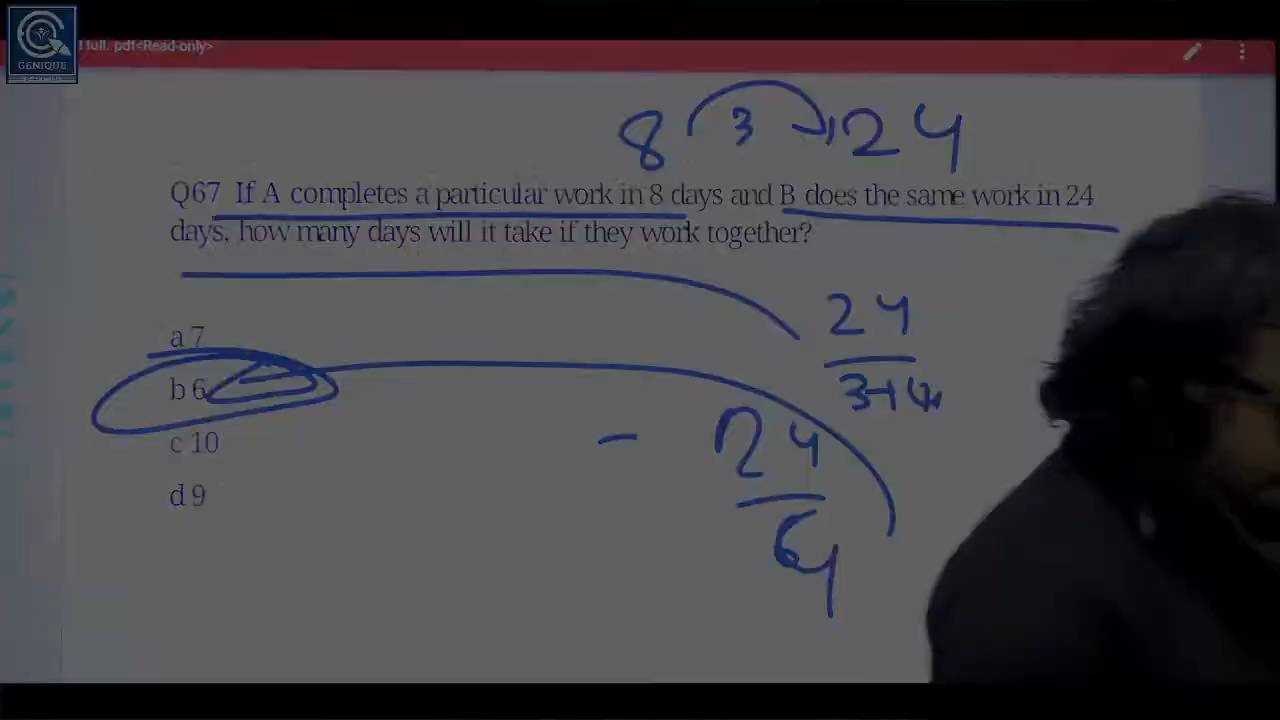 GENIQUE
full. pdf<Read-only>
8 3 24
Q67 If A completes a particular work in 8 days and B does the same work in 24
days, how many days will it take if they work together?
24
3+4
a 7
b 6
24
c 10
d 9